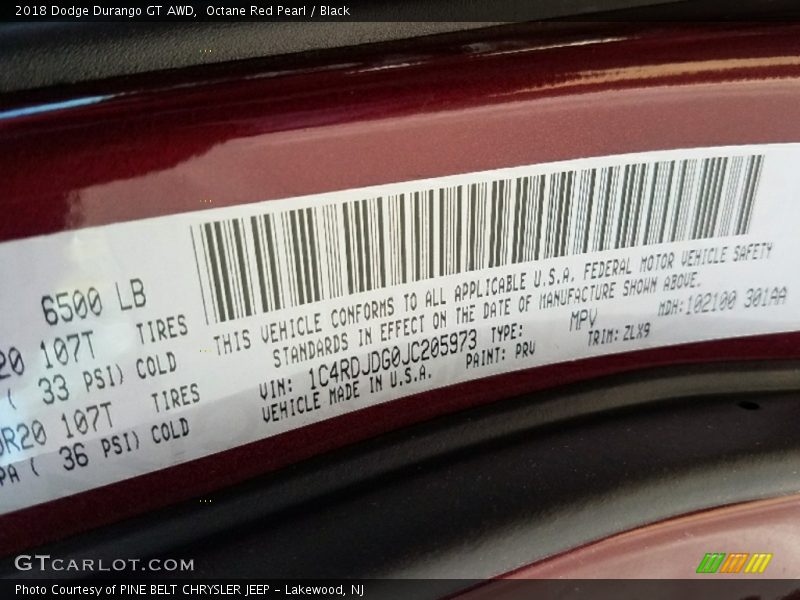 2018 Dodge Durango GT AWD,  Octane Red Pearl / Black
6500 LB
R20 107T TIRES
( 33 PSI) COLD
R20 107T TIRES
PA ( 36 PSI) COLD
THIS VEHICLE CONFORMS TO ALL APPLICABLE U.S.A. FEDERAL MOTOR VEHICLE SAFETY
STANDARDS IN EFFECT ON THE DATE OF MANUFACTURE SHOWN ABOVE.
VIN: 1C4RDJDG0JC205973 TYPE: MPV MDH:102100 301AA
VEHICLE MADE IN U.S.A. PAINT: PRV TRIM: ZLX9
GTCARLOT.COM
Photo Courtesy of PINE BELT CHRYSLER JEEP - Lakewood, NJ